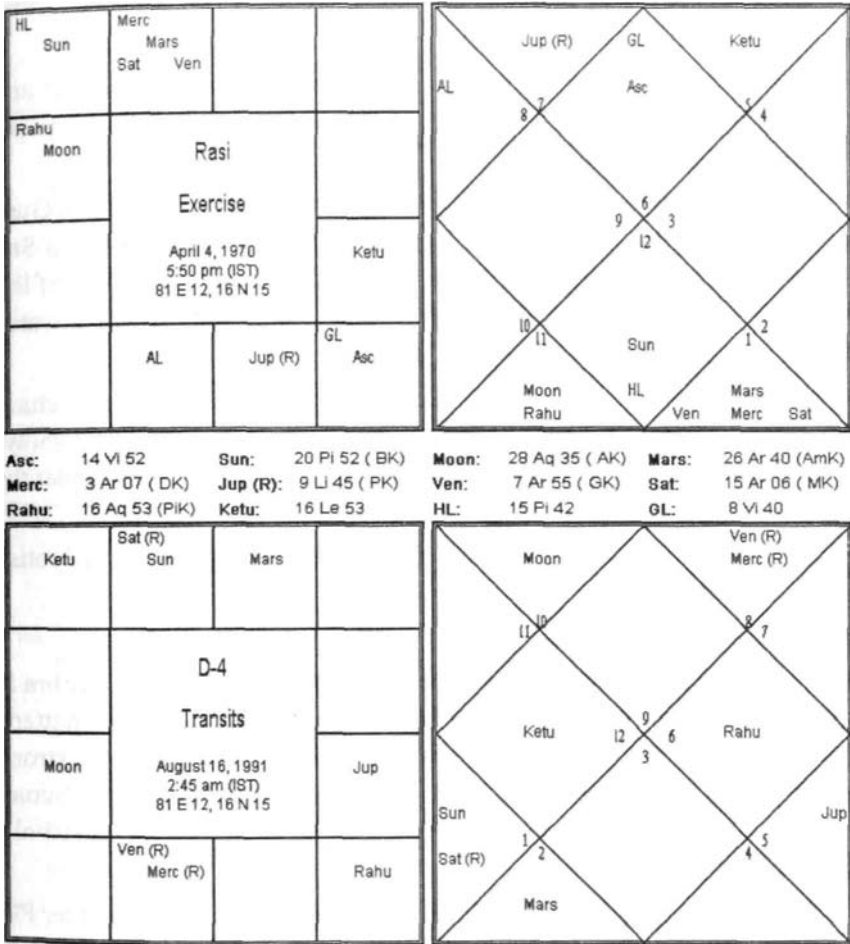 HL
Sun
Merc
Mars
Sat Ven
Rahu
Moon
Rasi
Exercise
April 4, 1970
5:50 pm (IST)
81 E 12, 16 N 15
Ketu
AL
Jup (R)
GL
Asc
Jup (R)
GL
Ketu
AL
Asc
7
8
5
4
6
9
3
12
10
11
2
1
Sun
Moon
Rahu
HL
Mars
Ven Merc Sat
Asc: 14 Vi 52 Sun: 20 Pi 52 ( BK) Moon: 28 Aq 35 (AK) Mars: 26 Ar 40 (AmK)
Merc: 3 Ar 07 ( DK) Jup (R): 9 Li 45 ( PK) Ven: 7 Ar 55 ( GK) Sat: 15 Ar 06 ( MK)
Rahu: 16 Aq 53 (PiK) Ketu: 16 Le 53 HL: 15 Pi 42 GL: 8 Vi 40
Ketu
Sat (R)
Sun
Mars
D-4
Transits
August 16, 1991
2:45 am (IST)
81 E 12, 16 N 15
Moon
Jup
Ven (R)
Merc (R)
Rahu
Moon
Ven (R)
Merc (R)
10
11
8
7
Ketu
9
12
6
3
Rahu
Sun
Jup
1
2
5
4
Sat (R)
Mars